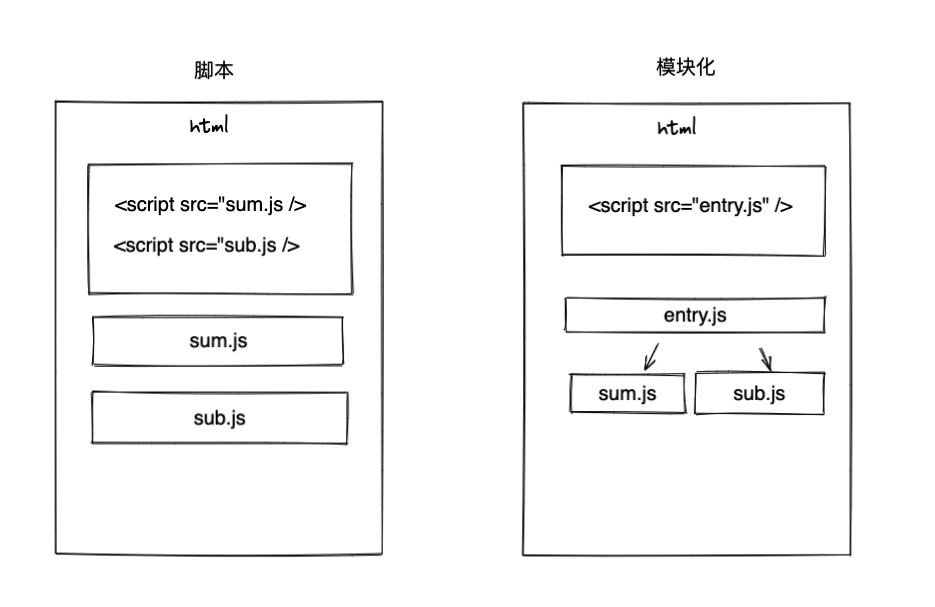 脚本
html
<script src="sum.js />
<script src="sub.js />
sum.js
sub.js
模块化
html
<script src="entry.js" />
entry.js
sum.js
sub.js